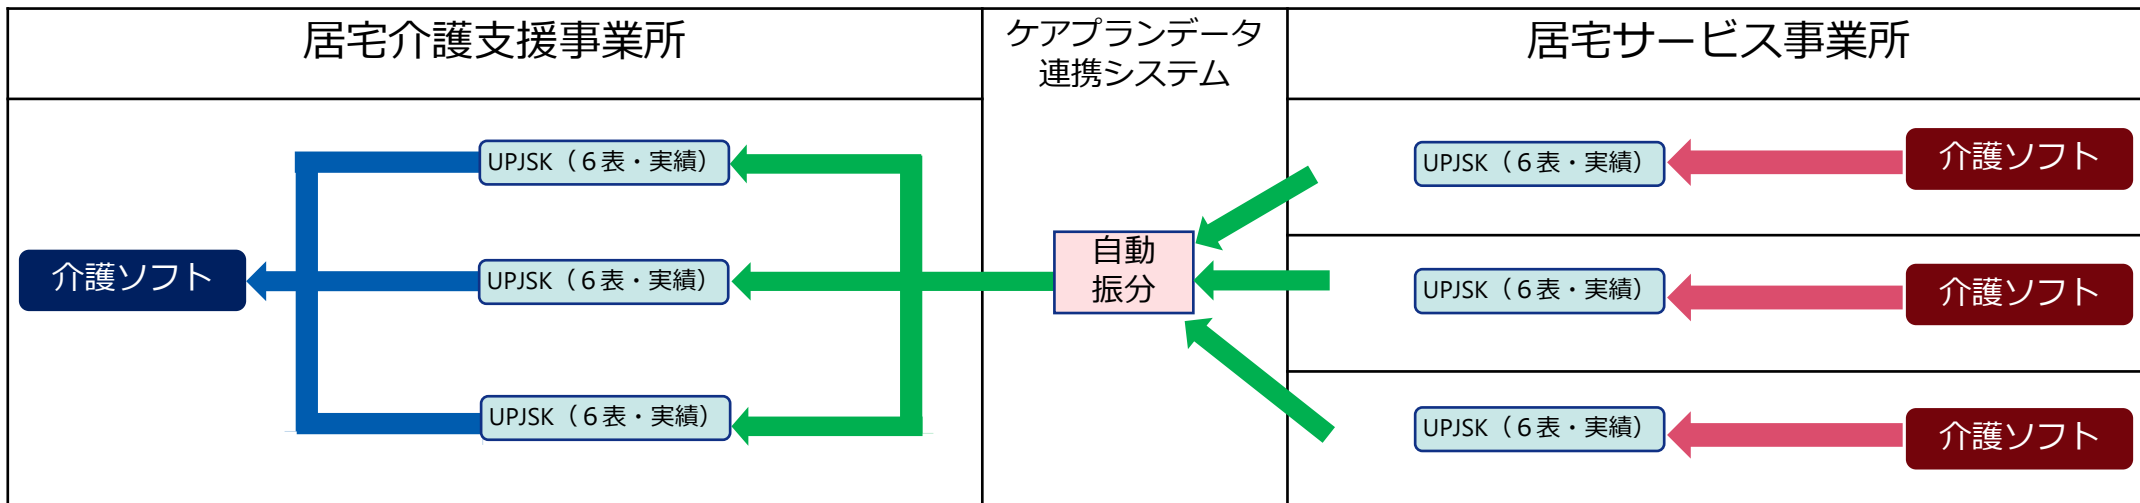 居宅介護支援事業所
ケアプランデータ
連携システム
居宅サービス事業所
UPJSK（６表・実績）
UPJSK（６表・実績）
介護ソフト
介護ソフト
UPJSK（６表・実績）
自動
振分
UPJSK（６表・実績）
介護ソフト
UPJSK（６表・実績）
UPJSK（６表・実績）
介護ソフト